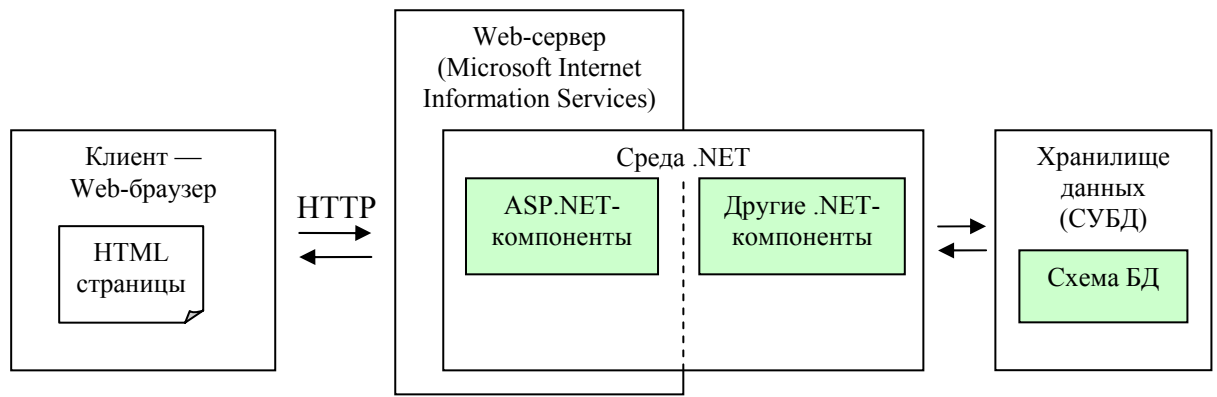 Web-сервер
(Microsoft Internet
Information Services)
Клиент —
Web-браузер
HTML
страницы
HTTP
Среда .NET
ASP.NET-
компоненты
Другие .NET-
компоненты
Хранилище
данных
(СУБД)
Схема БД